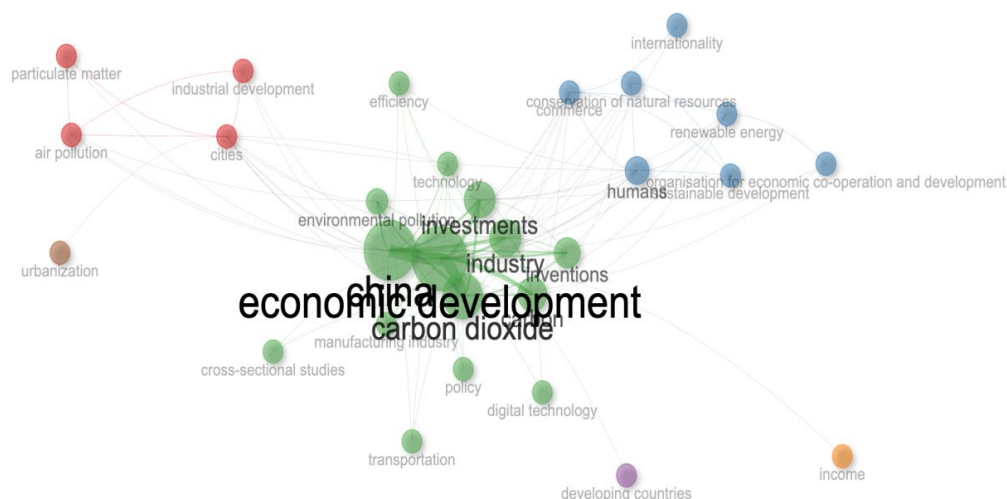 internationality
particulate matter
industrial development
efficiency
conservation of natural resources
commerce
renewable energy
air pollution
cities
technology
organisation for economic co-operation and development
humans
sustainable development
environmental pollution
investments
industry
inventions
urbanization
china
economic development
carbon
carbon dioxide
manufacturing industry
cross-sectional studies
policy
digital technology
transportation
income
developing countries